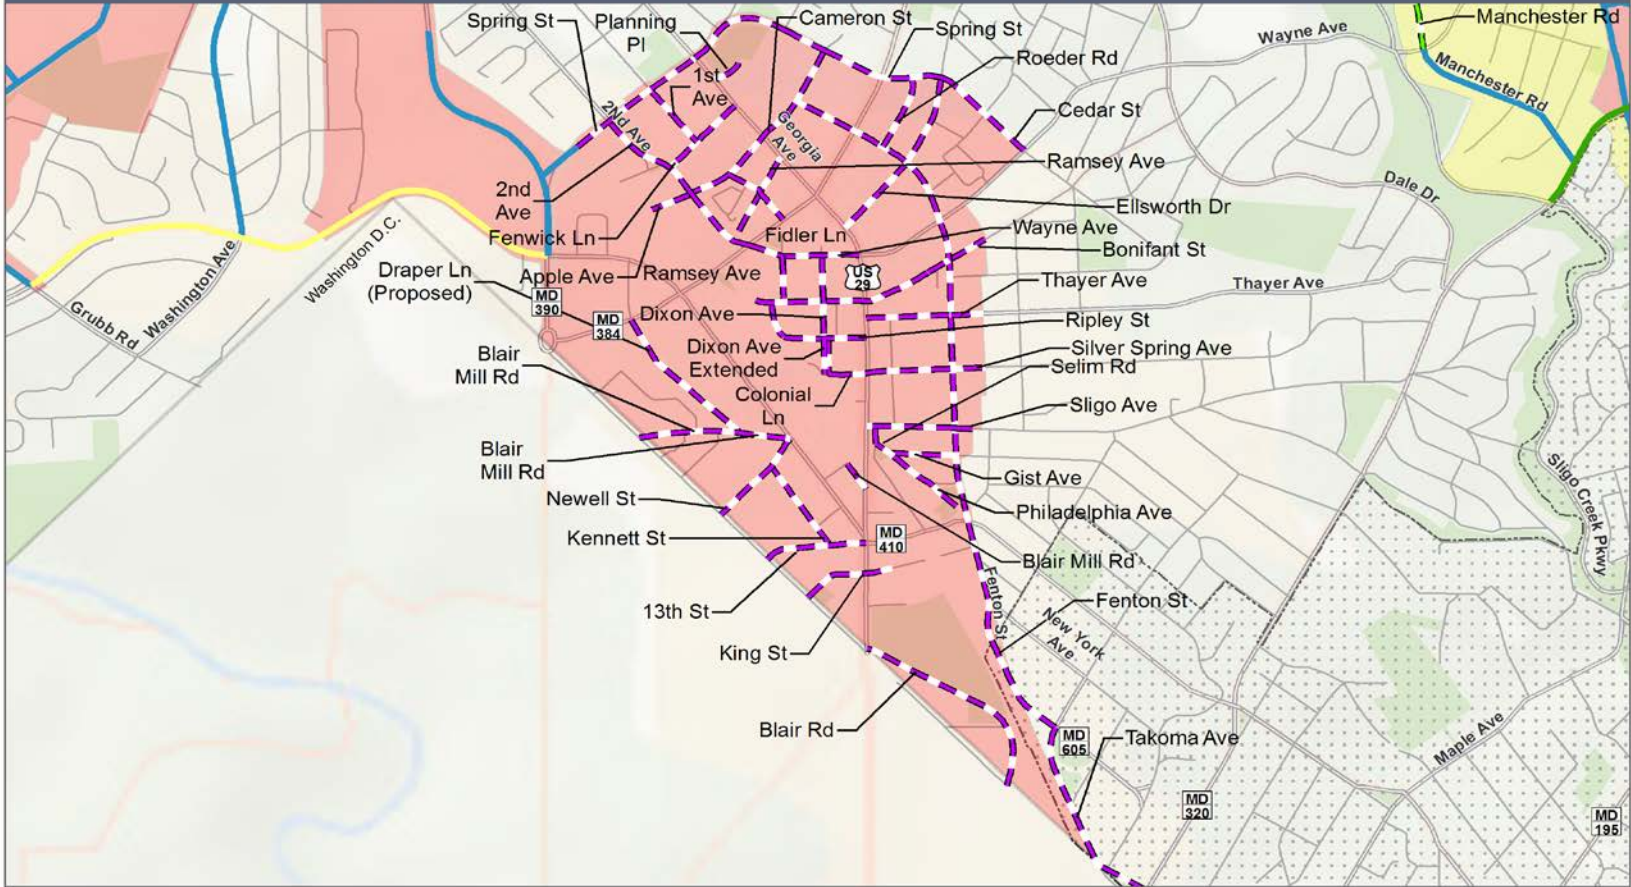 Spring St
Planning
Pl
Cameron St
Spring St
Manchester Rd
Wayne Ave
Roeder Rd
1st
Ave
Manchester Rd
Cedar St
2Nd Ave
Georgia
Ave
Ramsey Ave
Dale Dr
2nd
Ave
Ellsworth Dr
Fenwick Ln
Fidler Ln
Wayne Ave
Bonifant St
Washington D.C.
Washington Ave
Draper Ln
(Proposed)
Apple Ave
Ramsey Ave
US
29
Thayer Ave
Thayer Ave
MD
390
Grubb Rd
MD
384
Dixon Ave
Ripley St
Blair
Mill Rd
Dixon Ave
Extended
Silver Spring Ave
Selim Rd
Colonial
Ln
Sligo Ave
Blair
Mill Rd
Gist Ave
Sligo Creek Pkwy
Newell St
Philadelphia Ave
Kennett St
MD
410
Blair Mill Rd
Fenton St
13th St
Fenton St
New York
Ave
King St
Blair Rd
MD
605
Takoma Ave
Maple Ave
MD
320
MD
195